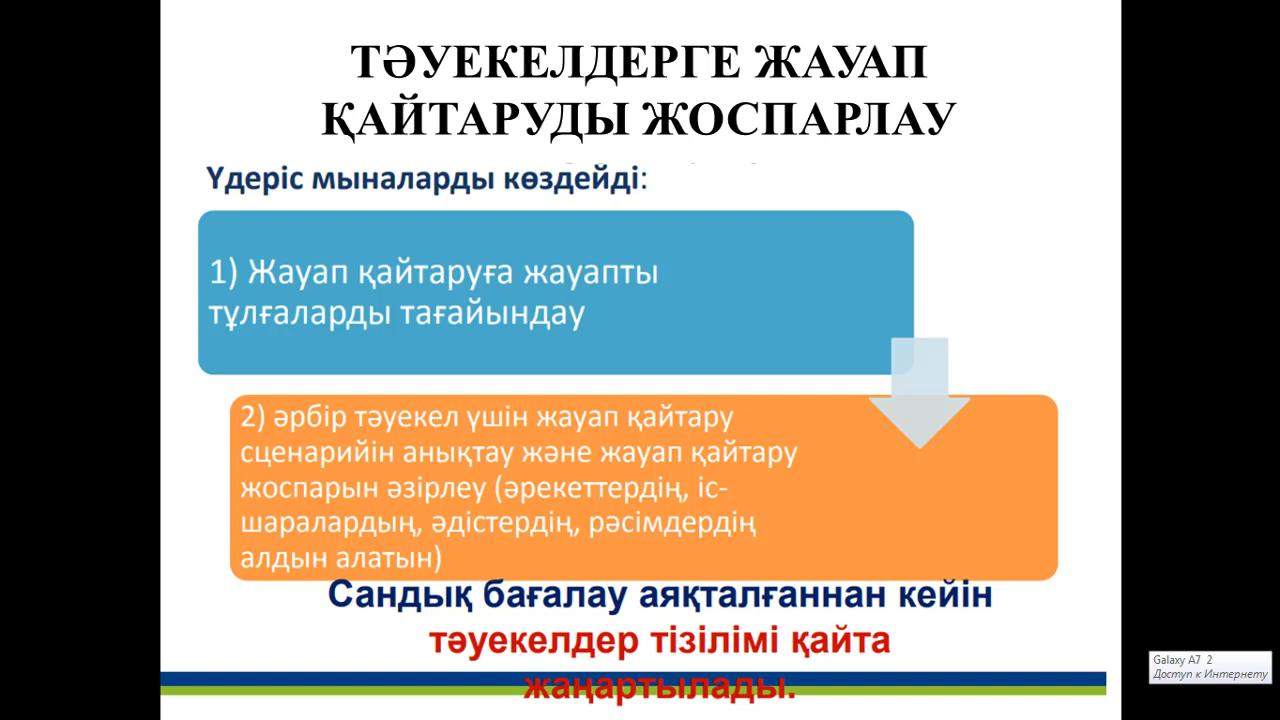 ТӘУЕКЕЛДЕРГЕ ЖАУАП
ҚАЙТАРУДЫ ЖОСПАРЛАУ
Үдеріс мыналарды көздейді:
1) Жауап қайтаруға жауапты
тұлғаларды тағайындау
2) әрбір тәуекел үшін жауап қайтару
сценарийін анықтау және жауап қайтару
жоспарын әзірлеу (әрекеттердің, іс-
шаралардың, әдістердің, рәсімдердің
алдын алатын)
Сандық бағалау аяқталғаннан кейін
тәуекелдер тізілімі қайта
жаңартылады.
Galaxy A7 2
Доступ к Интернету